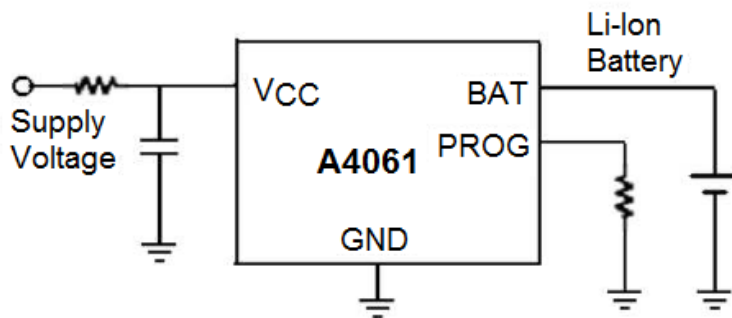 Li-Ion
Battery
Supply
Voltage
VCC
BAT
PROG
A4061
GND